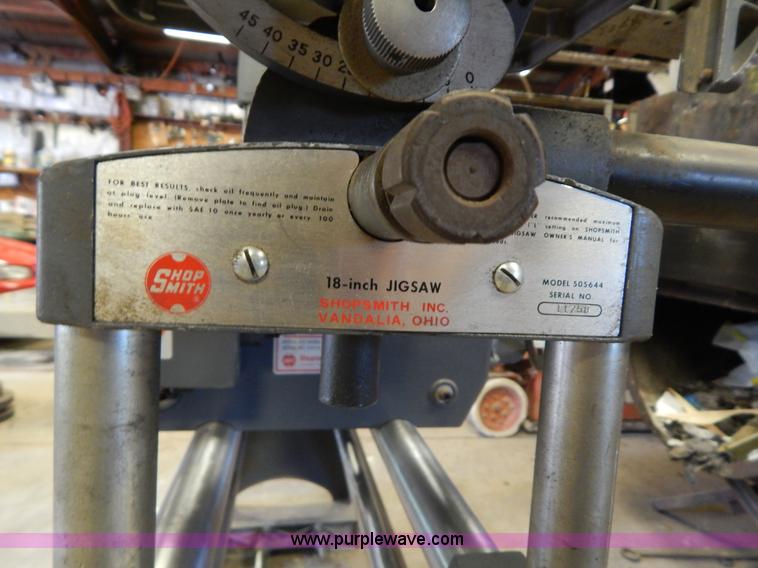 45 40 35 30 0
FOR BEST RESULTS, check oil frequently and maintain
at plug level. (Remove plate to find oil plug.) Drain
and replace with SAE 10 once yearly or every 100
hours' use.
recommended maximum
setting on SHOPSMITH
JIGSAW OWNER'S MANUAL for
SHOP
SMITH
18-inch JIGSAW
SHOPSMITH INC.
VANDALIA, OHIO
MODEL 505644
SERIAL NO.
www.purplewave.com